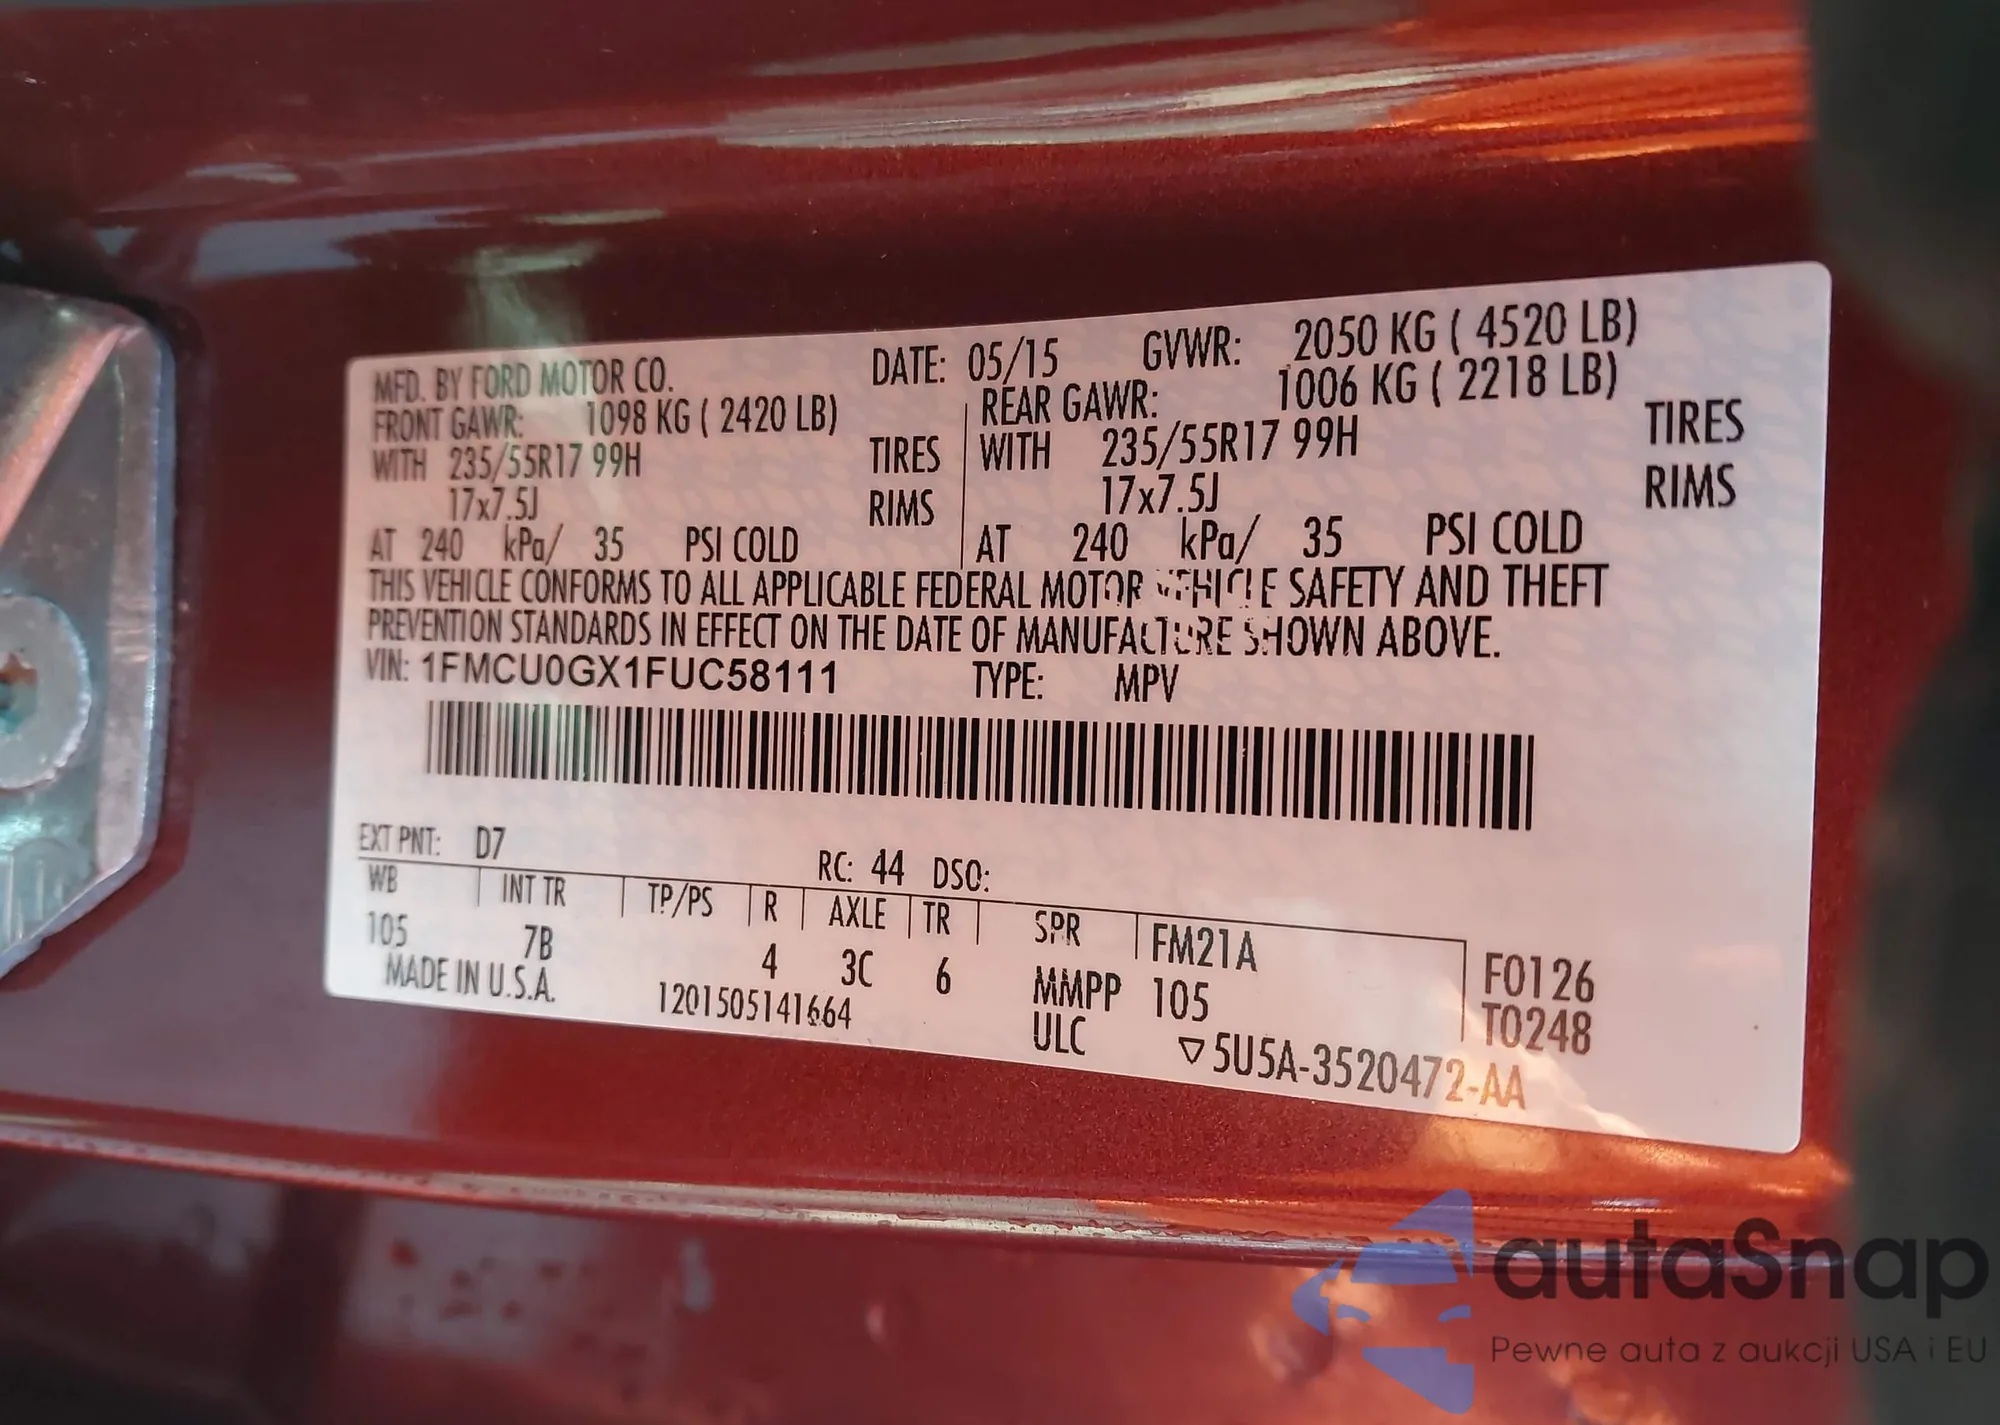 MFD. BY FORD MOTOR CO. DATE: 05/15 GVWR: 2050 KG ( 4520 LB)
FRONT GAWR: 1098 KG ( 2420 LB) REAR GAWR: 1006 KG ( 2218 LB)
WITH 235/55R17 99H TIRES WITH 235/55R17 99H TIRES
17x7.5J RIMS 17x7.5J RIMS
AT 240 kPa/ 35 PSI COLD AT 240 kPa/ 35 PSI COLD
THIS VEHICLE CONFORMS TO ALL APPLICABLE FEDERAL MOTOR VEHICLE SAFETY AND THEFT
PREVENTION STANDARDS IN EFFECT ON THE DATE OF MANUFACTURE SHOWN ABOVE.
VIN: 1FMCU0GX1FUC58111 TYPE: MPV
EXT PNT: D7 RC: 44 DSO:
WB INT TR TP/PS R AXLE TR SPR FM21A F0126
105 7B 4 3C 6 MMPP 105 T0248
MADE IN U.S.A. 1201505141664 ULC ▽5U5A-3520472-AA
autaSnap
Pewne auta z aukcji USA i EU